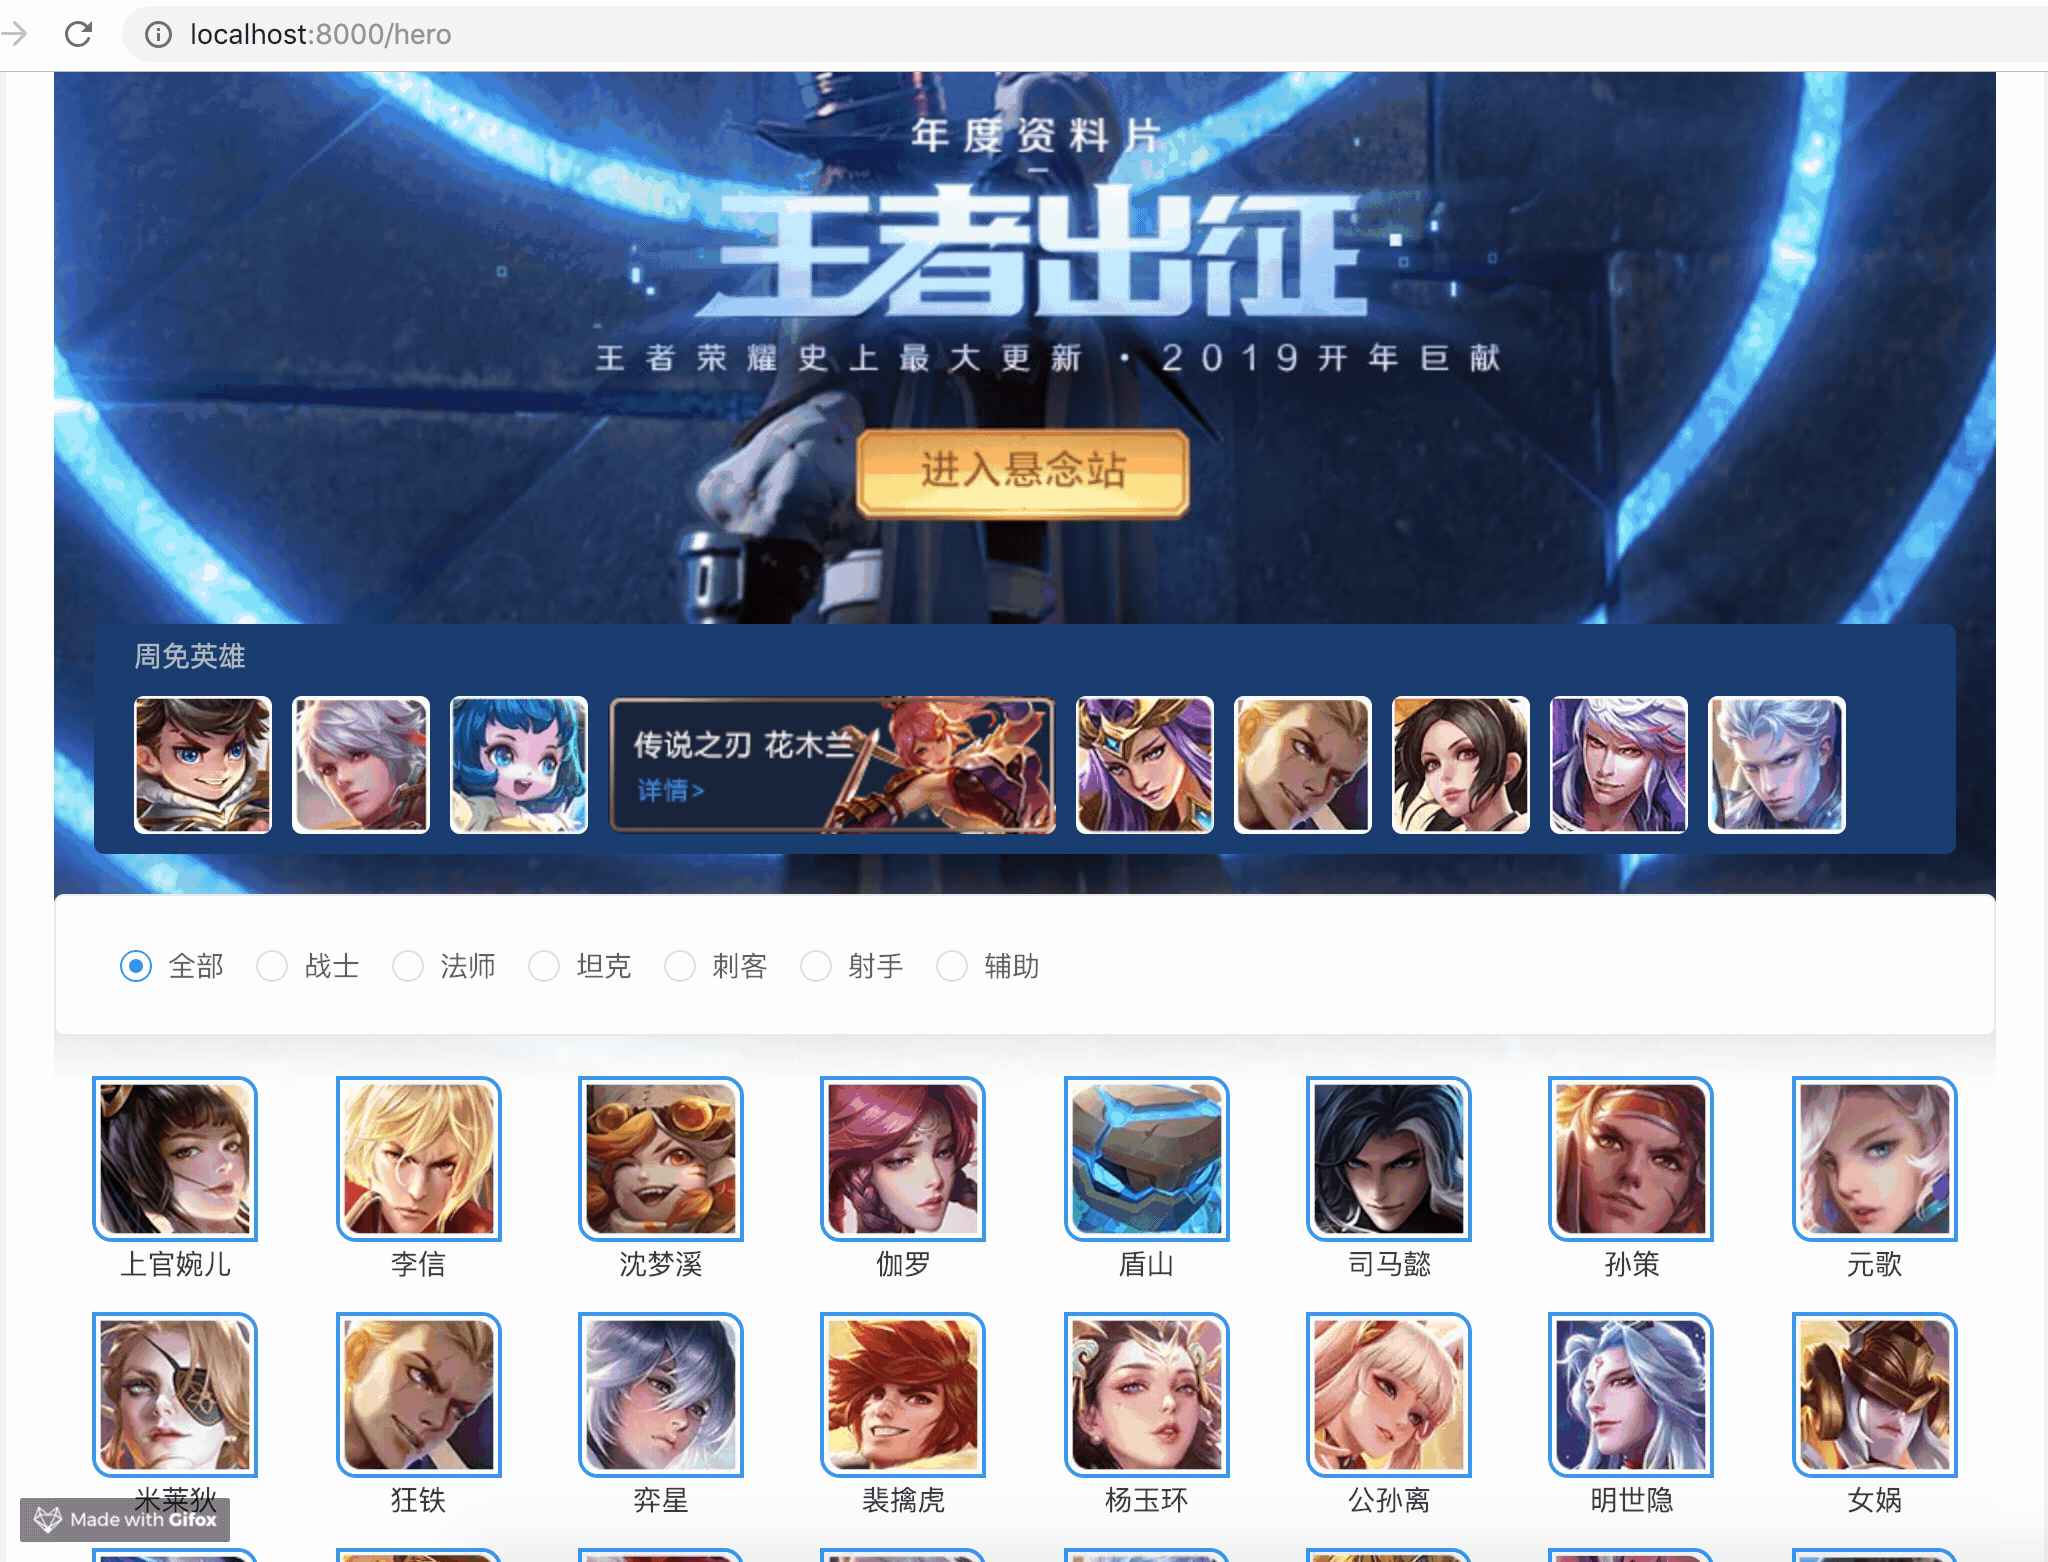 localhost:8000/hero
年度资料片
王者出征
王者荣耀史上最大更新·2019开年巨献
进入悬念站
周免英雄
传说之刃 花木兰
详情>
全部 战士 法师 坦克 刺客 射手 辅助
上官婉儿 李信 沈梦溪 伽罗 盾山 司马懿 孙策 元歌
米莱狄 狂铁 弈星 裴擒虎 杨玉环 公孙离 明世隐 女娲
Made with Gifox